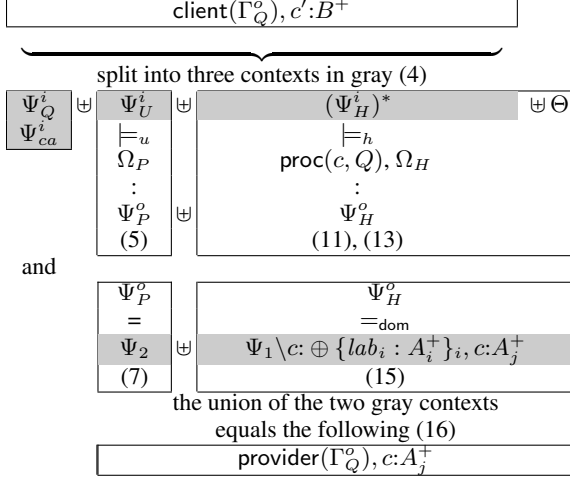 client(Γ_Q^o), c′:B⁺
split into three contexts in gray (4)
Ψ_Q^i ⊎ Ψ_U^i ⊎ (Ψ_H^i)* ⊎ Θ
Ψ_ca^i ⊨_u ⊨_h
Ω_P proc(c, Q), Ω_H
: :
Ψ_P^o ⊎ Ψ_H^o
(5) (11), (13)
and
Ψ_P^o Ψ_H^o
= =_dom
Ψ_2 ⊎ Ψ_1\c: ⊕ {lab_i : A_i^+}_i, c:A_j^+
(7) (15)
the union of the two gray contexts
equals the following (16)
provider(Γ_Q^o), c:A_j^+